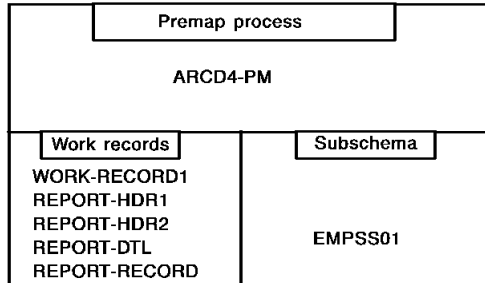 Premap process
ARCD4-PM
Work records
Subschema
WORK-RECORD1
REPORT-HDR1
REPORT-HDR2
REPORT-DTL
REPORT-RECORD
EMPSS01